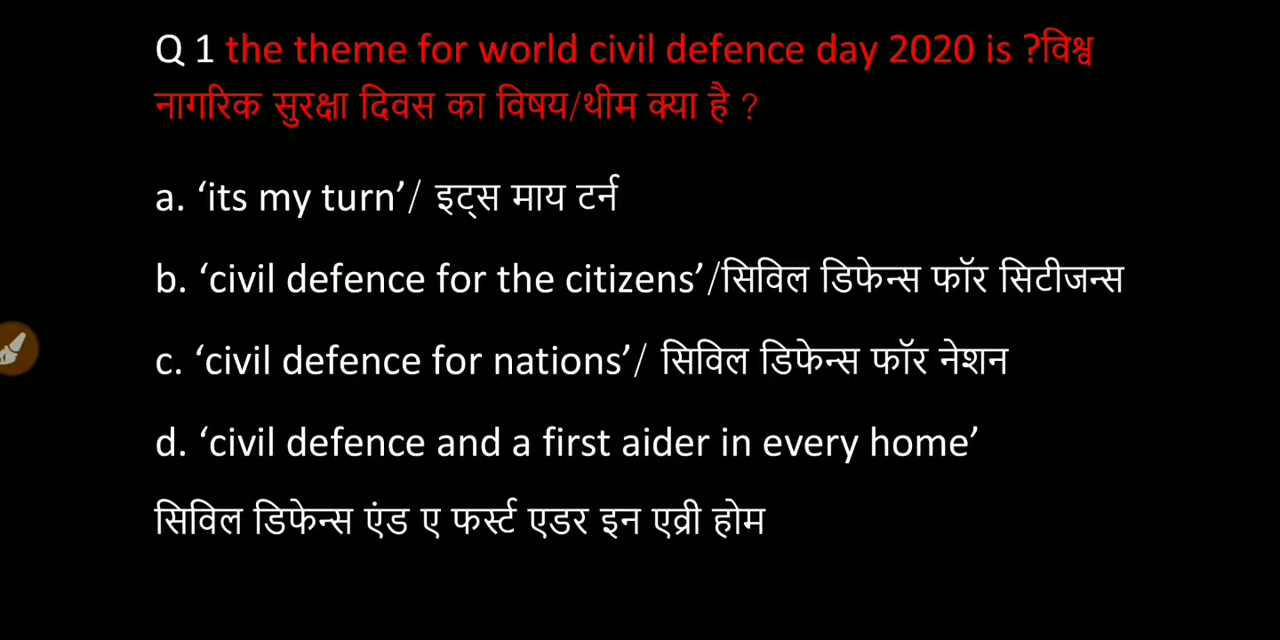 Q 1 the theme for world civil defence day 2020 is ?विश्व
नागरिक सुरक्षा दिवस का विषय/थीम क्या है ?
a. ‘its my turn’/ इट्स माय टर्न
b. ‘civil defence for the citizens’/सिविल डिफेन्स फॉर सिटीजन्स
c. ‘civil defence for nations’/ सिविल डिफेन्स फॉर नेशन
d. ‘civil defence and a first aider in every home’
सिविल डिफेन्स एंड ए फर्स्ट एडर इन एव्री होम